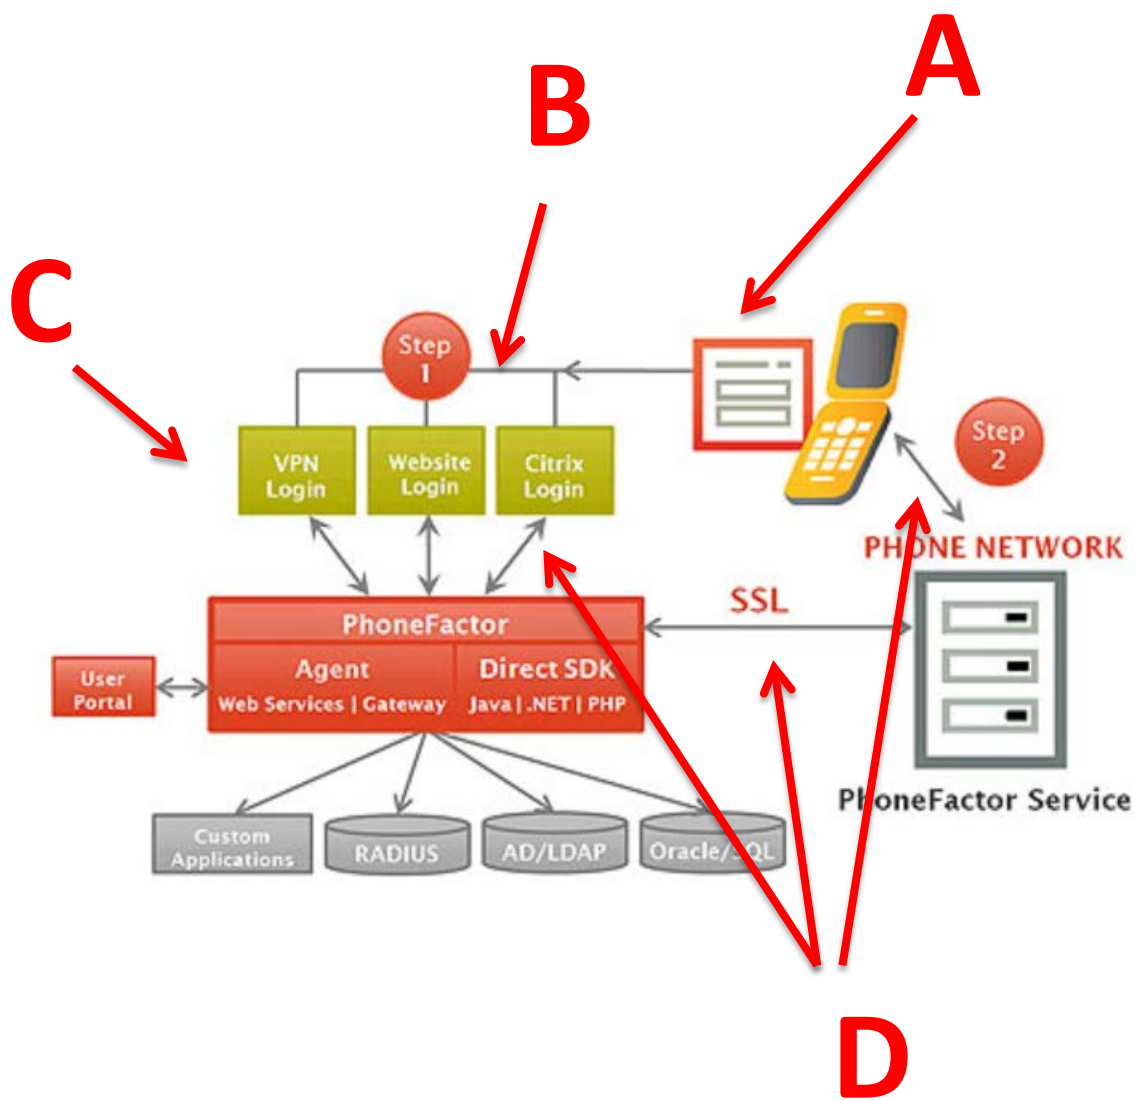 A
B
C
Step
1
Step
2
VPN
Login
Website
Login
Citrix
Login
PHONE NETWORK
SSL
PhoneFactor
Agent
Direct SDK
Web Services | Gateway
Java | .NET | PHP
User
Portal
PhoneFactor Service
Custom
Applications
RADIUS
AD/LDAP
Oracle/SQL
D